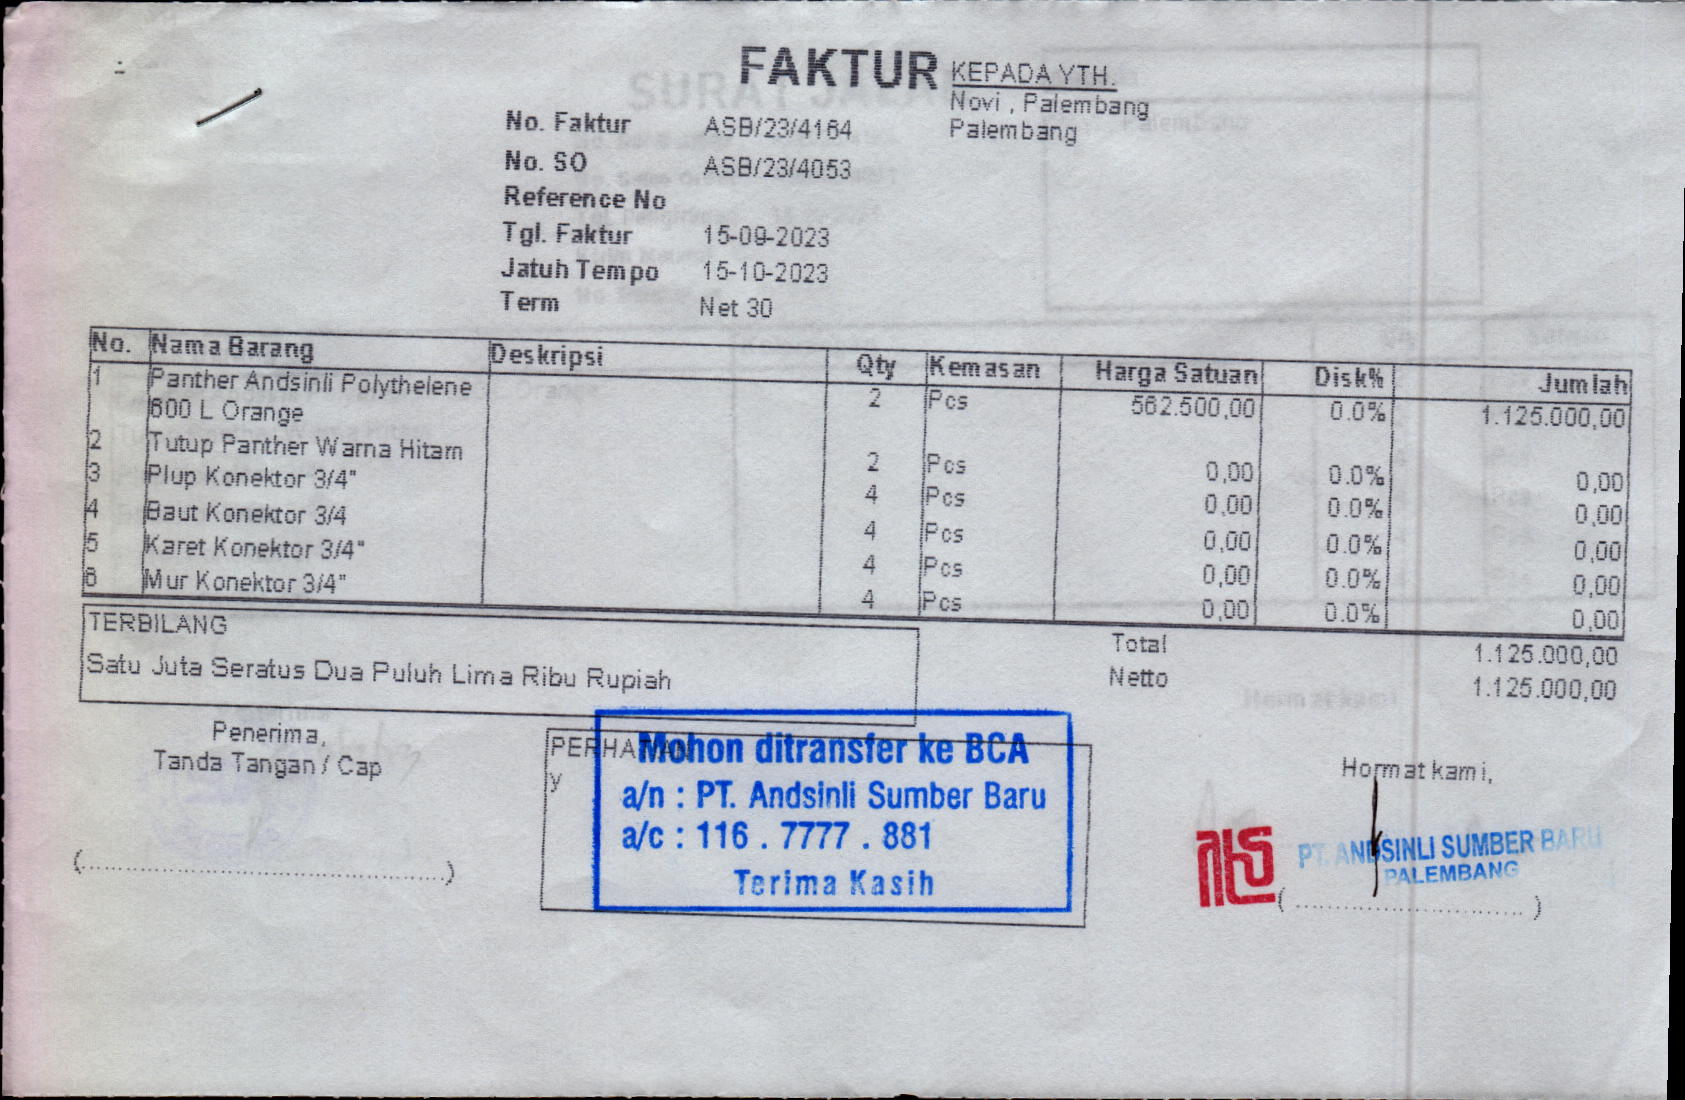 FAKTUR
KEPADA YTH.
Novi , Palembang
Palembang
No. Faktur ASB/23/4164
No. SO ASB/23/4053
Reference No
Tgl. Faktur 15-09-2023
Jatuh Tempo 15-10-2023
Term Net 30
No. Nama Barang Deskripsi Qty Kemasan Harga Satuan Disk% Jumlah
1 Panther Andsinli Polythelene 2 Pcs 562.500,00 0.0% 1.125.000,00
600 L Orange
2 Tutup Panther Warna Hitam 2 Pcs 0,00 0.0% 0,00
3 Plup Konektor 3/4" 4 Pcs 0,00 0.0% 0,00
4 Baut Konektor 3/4 4 Pcs 0,00 0.0% 0,00
5 Karet Konektor 3/4" 4 Pcs 0,00 0.0% 0,00
6 Mur Konektor 3/4" 4 Pcs 0,00 0.0% 0,00
TERBILANG
Satu Juta Seratus Dua Puluh Lima Ribu Rupiah
Total 1.125.000,00
Netto 1.125.000,00
Penerima,
Tanda Tangan / Cap
(....................................................)
PERHATIAN
y
Mohon ditransfer ke BCA
a/n : PT. Andsinli Sumber Baru
a/c : 116 . 7777 . 881
Terima Kasih
Hormat kami,
PT. ANDSINLI SUMBER BARU
PALEMBANG
( ................................ )